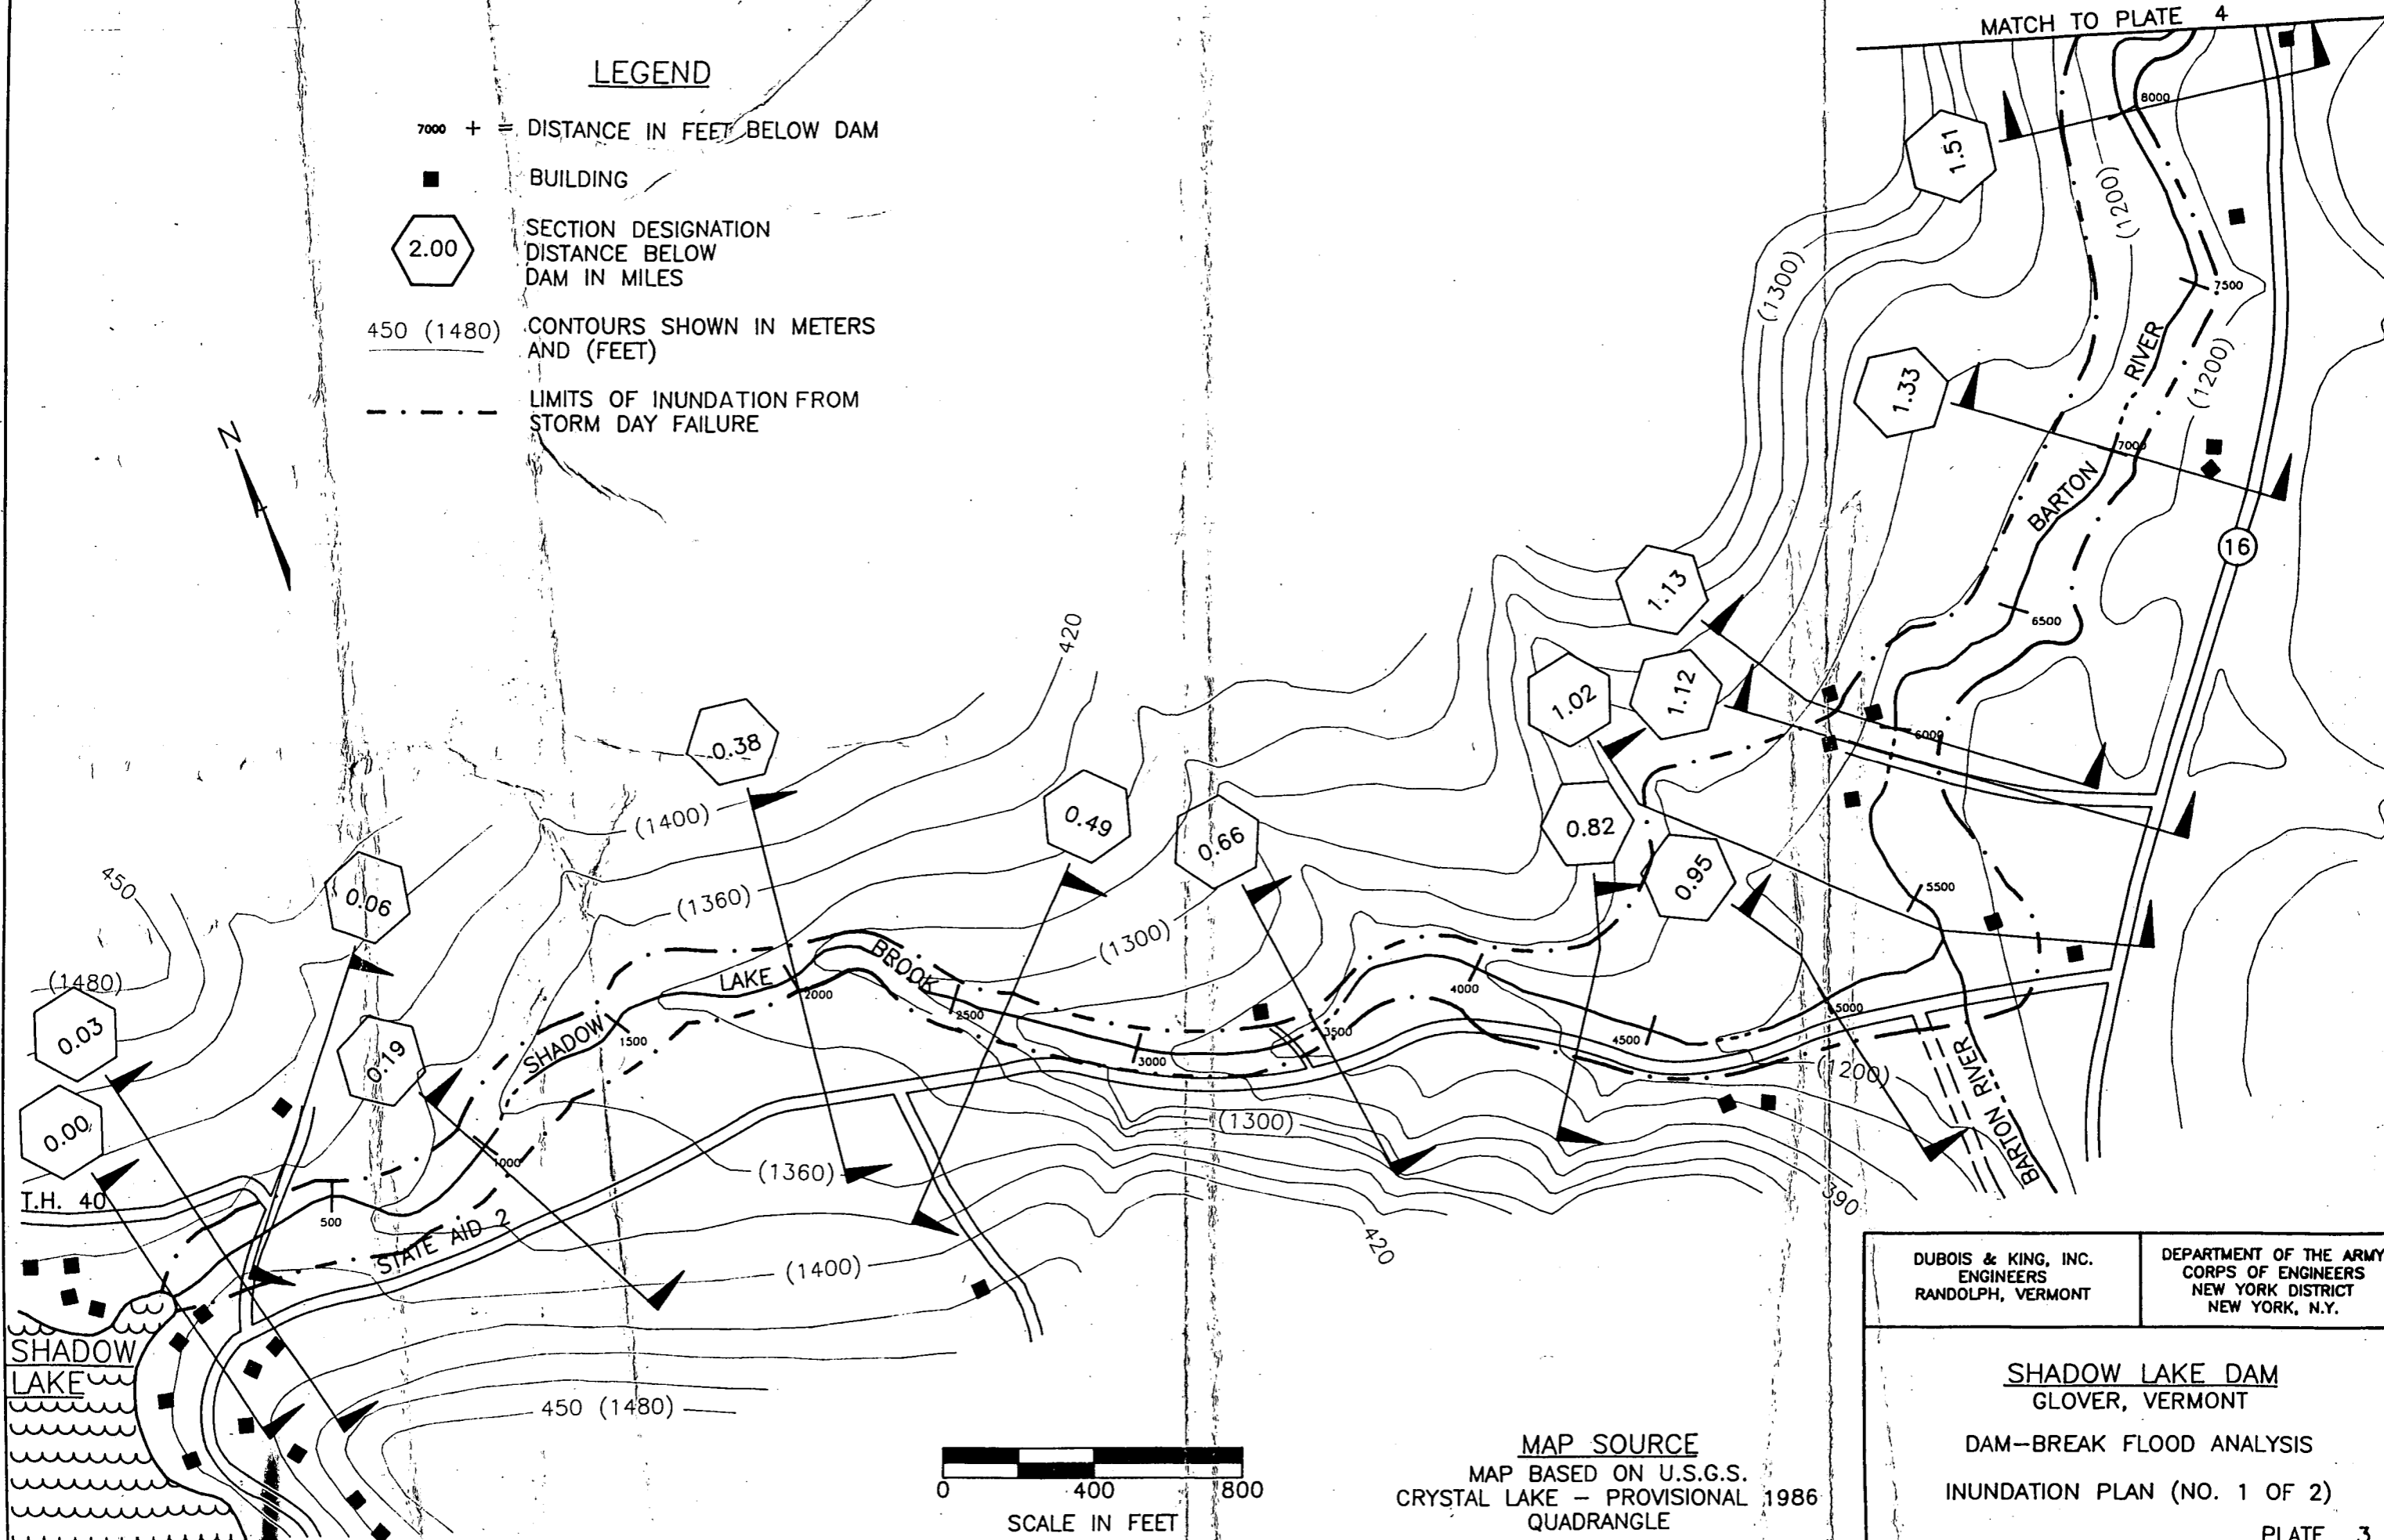 MATCH TO PLATE 4
LEGEND
7000 + = DISTANCE IN FEET BELOW DAM
BUILDING
2.00
SECTION DESIGNATION
DISTANCE BELOW
DAM IN MILES
450 (1480)
CONTOURS SHOWN IN METERS
AND (FEET)
LIMITS OF INUNDATION FROM
STORM DAY FAILURE
N
8000
1.51
(1200)
(1300)
7500
RIVER
(1200)
1.33
7000
BARTON
16
1.13
6500
420
1.02
1.12
0.38
6000
(1400)
0.49
0.66
0.82
0.95
450
0.06
(1360)
5500
(1300)
BROOK
LAKE
(1480)
2000
4000
2500
5000
0.03
SHADOW
1500
3500
4500
0.19
3000
(1200)
0.00
(1300)
BARTON RIVER
1000
(1360)
T.H. 40
390
500
STATE AID 2
420
(1400)
SHADOW
LAKE
450 (1480)
0 400 800
SCALE IN FEET
MAP SOURCE
MAP BASED ON U.S.G.S.
CRYSTAL LAKE – PROVISIONAL 1986
QUADRANGLE
DUBOIS & KING, INC.
ENGINEERS
RANDOLPH, VERMONT
DEPARTMENT OF THE ARMY
CORPS OF ENGINEERS
NEW YORK DISTRICT
NEW YORK, N.Y.
SHADOW LAKE DAM
GLOVER, VERMONT
DAM–BREAK FLOOD ANALYSIS
INUNDATION PLAN (NO. 1 OF 2)
PLATE 3